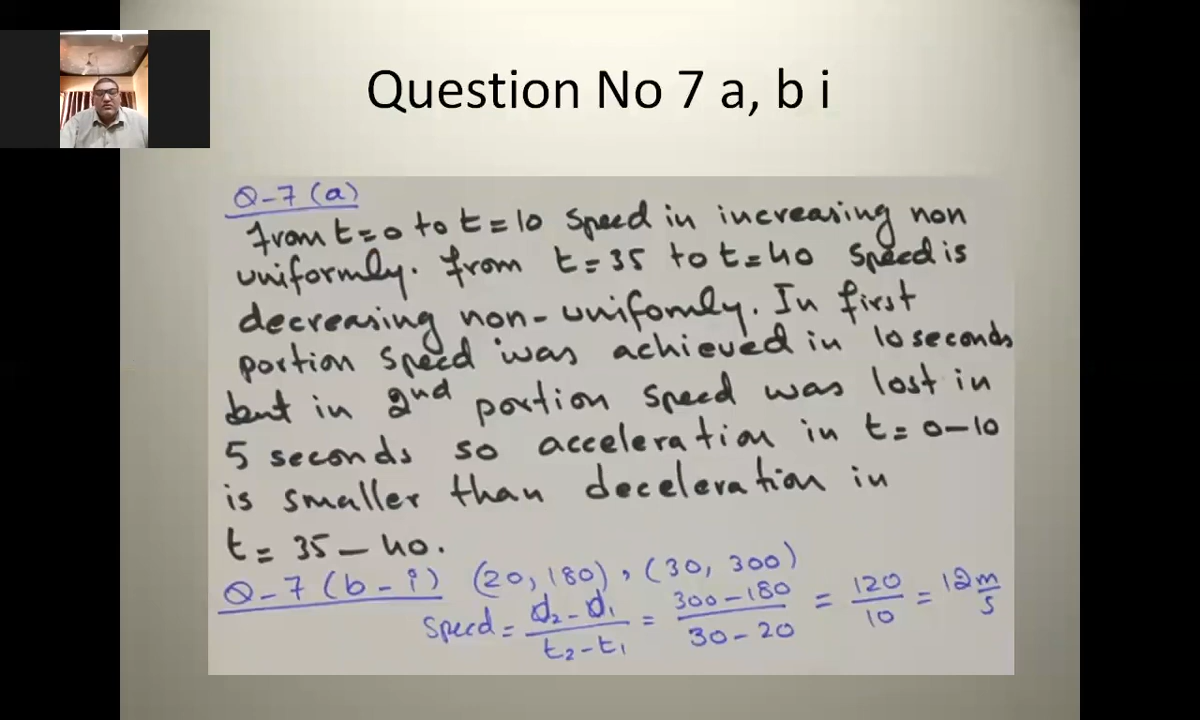 Question No 7 a, b i
Q-7 (a)
From t=0 to t=10 speed in increasing non
uniformly. From t=35 to t=40 speed is
decreasing non-unifomly. In first
portion speed was achieved in 10 seconds
but in 2nd portion speed was lost in
5 seconds so acceleration in t=0-10
is smaller than deceleration in
t= 35-40.
Q-7 (b-i) (20, 180), (30, 300)
Speed = d₂-d₁/t₂-t₁ = 300-180/30-20 = 120/10 = 12 m/s